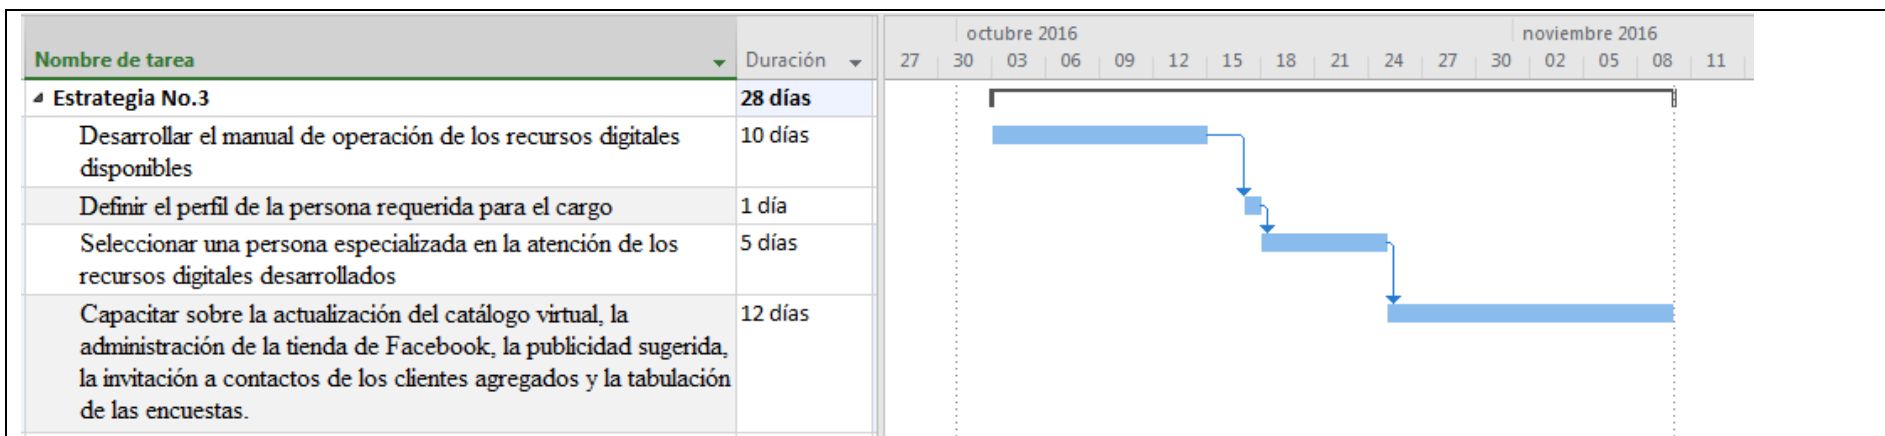 octubre 2016 noviembre 2016
Nombre de tarea Duración 27 30 03 06 09 12 15 18 21 24 27 30 02 05 08 11
Estrategia No.3 28 días
Desarrollar el manual de operación de los recursos digitales 10 días
disponibles
Definir el perfil de la persona requerida para el cargo 1 día
Seleccionar una persona especializada en la atención de los 5 días
recursos digitales desarrollados
Capacitar sobre la actualización del catálogo virtual, la 12 días
administración de la tienda de Facebook, la publicidad sugerida,
la invitación a contactos de los clientes agregados y la tabulación
de las encuestas.